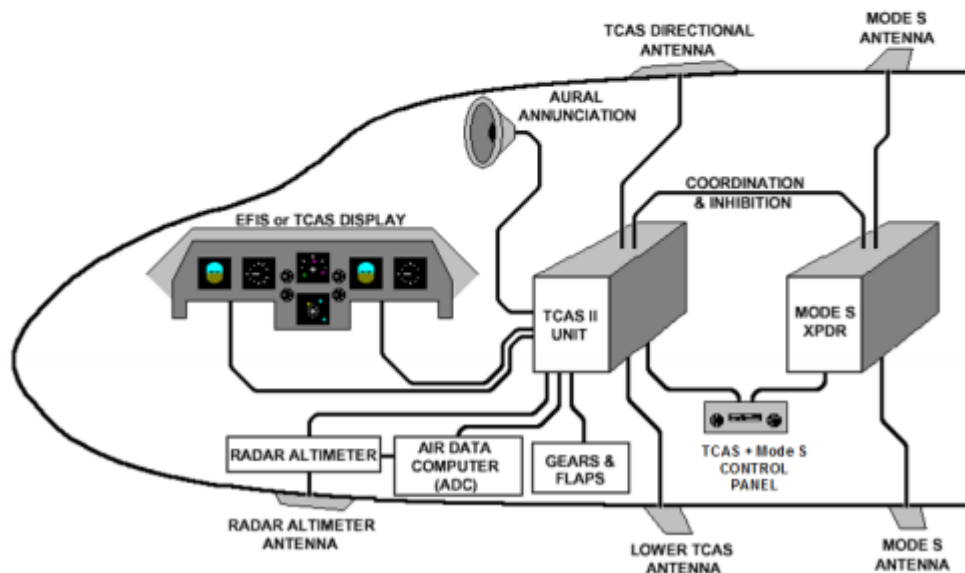 TCAS DIRECTIONAL
ANTENNA
MODE S
ANTENNA
AURAL
ANNUNCIATION
COORDINATION
& INHIBITION
EFIS or TCAS DISPLAY
TCAS II
UNIT
MODE S
XPDR
RADAR ALTIMETER
AIR DATA
COMPUTER
(ADC)
GEARS &
FLAPS
TCAS + Mode S
CONTROL
PANEL
RADAR ALTIMETER
ANTENNA
LOWER TCAS
ANTENNA
MODE S
ANTENNA